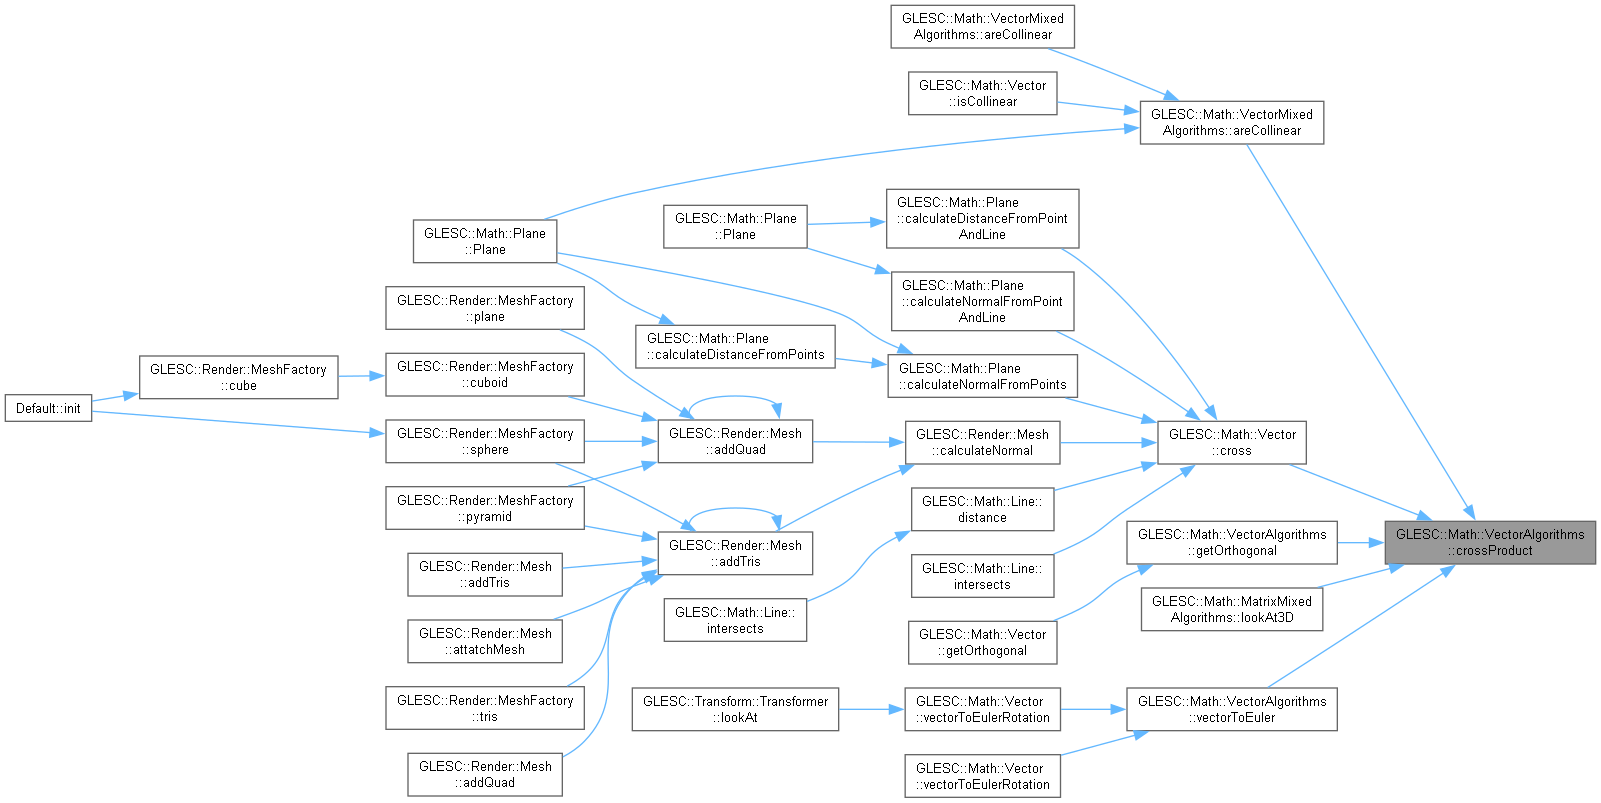 GLESC::Math::VectorMixed
Algorithms::areCollinear
GLESC::Math::Vector
::isCollinear
GLESC::Math::VectorMixed
Algorithms::areCollinear
GLESC::Math::Plane
::calculateDistanceFromPoint
AndLine
GLESC::Math::Plane
::Plane
GLESC::Math::Plane
::Plane
GLESC::Math::Plane
::calculateNormalFromPoint
AndLine
GLESC::Render::MeshFactory
::plane
GLESC::Math::Plane
::calculateDistanceFromPoints
GLESC::Math::Plane
::calculateNormalFromPoints
GLESC::Render::MeshFactory
::cube
GLESC::Render::MeshFactory
::cuboid
Default::init
GLESC::Render::MeshFactory
::sphere
GLESC::Render::Mesh
::addQuad
GLESC::Render::Mesh
::calculateNormal
GLESC::Math::Vector
::cross
GLESC::Render::MeshFactory
::pyramid
GLESC::Math::Line::
distance
GLESC::Render::Mesh
::addTris
GLESC::Math::VectorAlgorithms
::getOrthogonal
GLESC::Math::VectorAlgorithms
::crossProduct
GLESC::Render::Mesh
::addTris
GLESC::Math::Line::
intersects
GLESC::Math::MatrixMixed
Algorithms::lookAt3D
GLESC::Math::Line::
intersects
GLESC::Render::Mesh
::attatchMesh
GLESC::Math::Vector
::getOrthogonal
GLESC::Render::MeshFactory
::tris
GLESC::Transform::Transformer
::lookAt
GLESC::Math::Vector
::vectorToEulerRotation
GLESC::Math::VectorAlgorithms
::vectorToEuler
GLESC::Render::Mesh
::addQuad
GLESC::Math::Vector
::vectorToEulerRotation